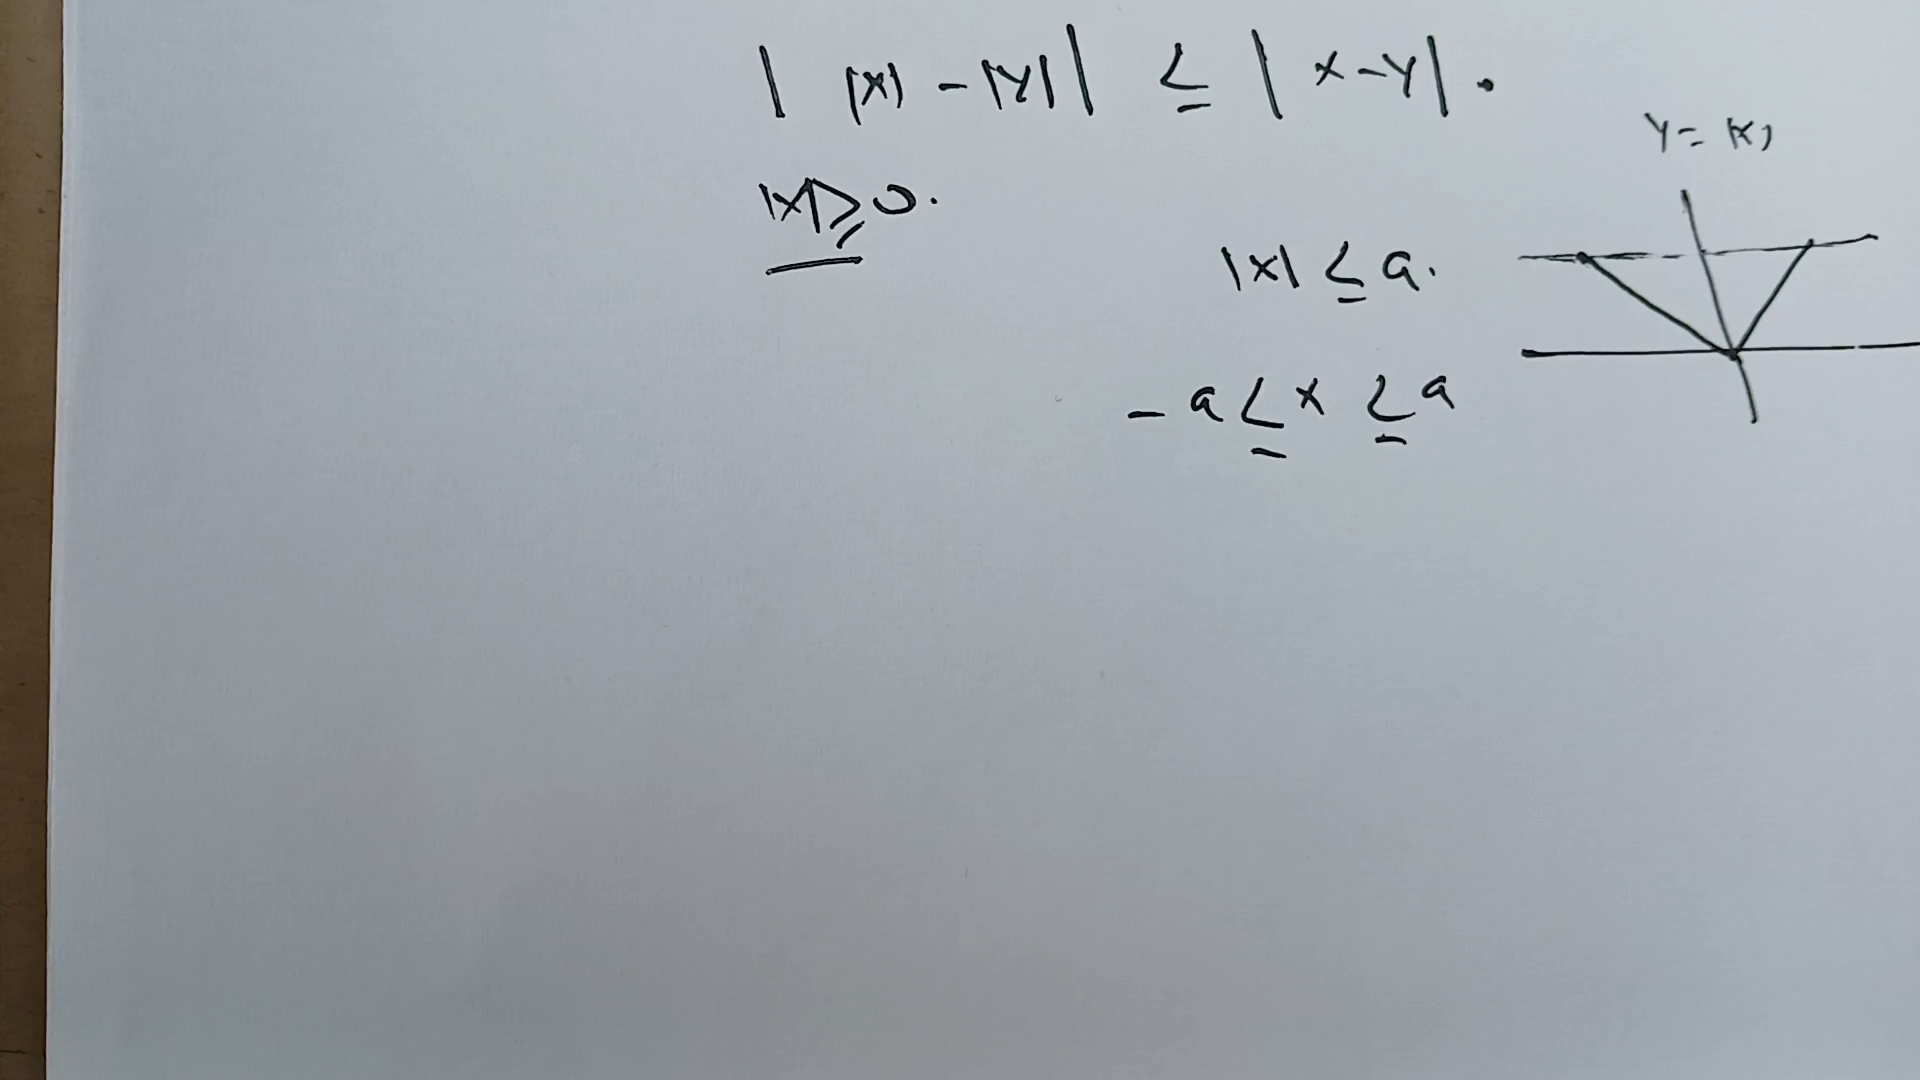 | |x| - |y| | ≤ | x - y | .
y = |x|
|x| ≥ 0 .
|x| ≤ a .
- a ≤ x ≤ a